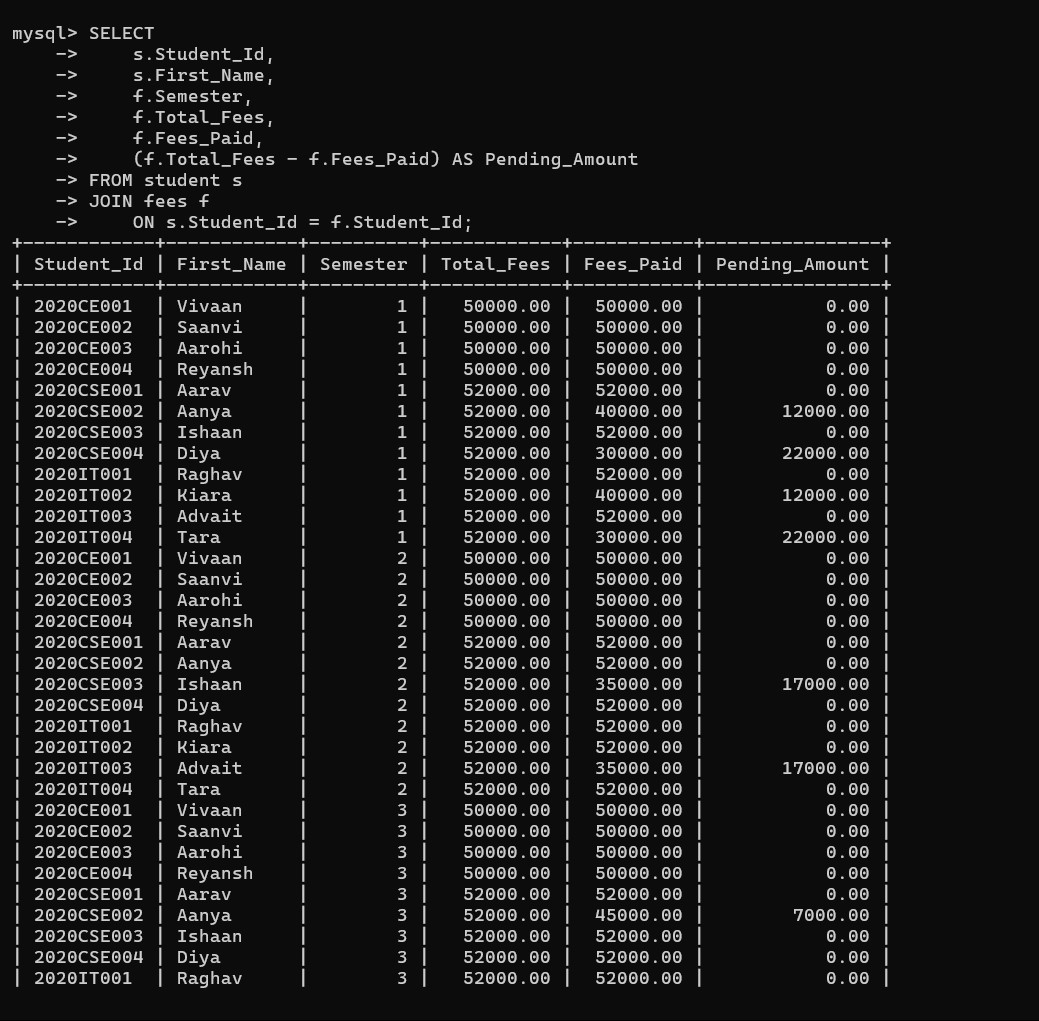 mysql> SELECT
    ->     s.Student_Id,
    ->     s.First_Name,
    ->     f.Semester,
    ->     f.Total_Fees,
    ->     f.Fees_Paid,
    ->     (f.Total_Fees - f.Fees_Paid) AS Pending_Amount
    -> FROM student s
    -> JOIN fees f
    ->     ON s.Student_Id = f.Student_Id;
+------------+------------+----------+------------+-----------+----------------+
| Student_Id | First_Name | Semester | Total_Fees | Fees_Paid | Pending_Amount |
+------------+------------+----------+------------+-----------+----------------+
| 2020CE001  | Vivaan     |        1 |   50000.00 |  50000.00 |           0.00 |
| 2020CE002  | Saanvi     |        1 |   50000.00 |  50000.00 |           0.00 |
| 2020CE003  | Aarohi     |        1 |   50000.00 |  50000.00 |           0.00 |
| 2020CE004  | Reyansh    |        1 |   50000.00 |  50000.00 |           0.00 |
| 2020CSE001 | Aarav      |        1 |   52000.00 |  52000.00 |           0.00 |
| 2020CSE002 | Aanya      |        1 |   52000.00 |  40000.00 |       12000.00 |
| 2020CSE003 | Ishaan     |        1 |   52000.00 |  52000.00 |           0.00 |
| 2020CSE004 | Diya       |        1 |   52000.00 |  30000.00 |       22000.00 |
| 2020IT001  | Raghav     |        1 |   52000.00 |  52000.00 |           0.00 |
| 2020IT002  | Kiara      |        1 |   52000.00 |  40000.00 |       12000.00 |
| 2020IT003  | Advait     |        1 |   52000.00 |  52000.00 |           0.00 |
| 2020IT004  | Tara       |        1 |   52000.00 |  30000.00 |       22000.00 |
| 2020CE001  | Vivaan     |        2 |   50000.00 |  50000.00 |           0.00 |
| 2020CE002  | Saanvi     |        2 |   50000.00 |  50000.00 |           0.00 |
| 2020CE003  | Aarohi     |        2 |   50000.00 |  50000.00 |           0.00 |
| 2020CE004  | Reyansh    |        2 |   50000.00 |  50000.00 |           0.00 |
| 2020CSE001 | Aarav      |        2 |   52000.00 |  52000.00 |           0.00 |
| 2020CSE002 | Aanya      |        2 |   52000.00 |  52000.00 |           0.00 |
| 2020CSE003 | Ishaan     |        2 |   52000.00 |  35000.00 |       17000.00 |
| 2020CSE004 | Diya       |        2 |   52000.00 |  52000.00 |           0.00 |
| 2020IT001  | Raghav     |        2 |   52000.00 |  52000.00 |           0.00 |
| 2020IT002  | Kiara      |        2 |   52000.00 |  52000.00 |           0.00 |
| 2020IT003  | Advait     |        2 |   52000.00 |  35000.00 |       17000.00 |
| 2020IT004  | Tara       |        2 |   52000.00 |  52000.00 |           0.00 |
| 2020CE001  | Vivaan     |        3 |   50000.00 |  50000.00 |           0.00 |
| 2020CE002  | Saanvi     |        3 |   50000.00 |  50000.00 |           0.00 |
| 2020CE003  | Aarohi     |        3 |   50000.00 |  50000.00 |           0.00 |
| 2020CE004  | Reyansh    |        3 |   50000.00 |  50000.00 |           0.00 |
| 2020CSE001 | Aarav      |        3 |   52000.00 |  52000.00 |           0.00 |
| 2020CSE002 | Aanya      |        3 |   52000.00 |  45000.00 |        7000.00 |
| 2020CSE003 | Ishaan     |        3 |   52000.00 |  52000.00 |           0.00 |
| 2020CSE004 | Diya       |        3 |   52000.00 |  52000.00 |           0.00 |
| 2020IT001  | Raghav     |        3 |   52000.00 |  52000.00 |           0.00 |